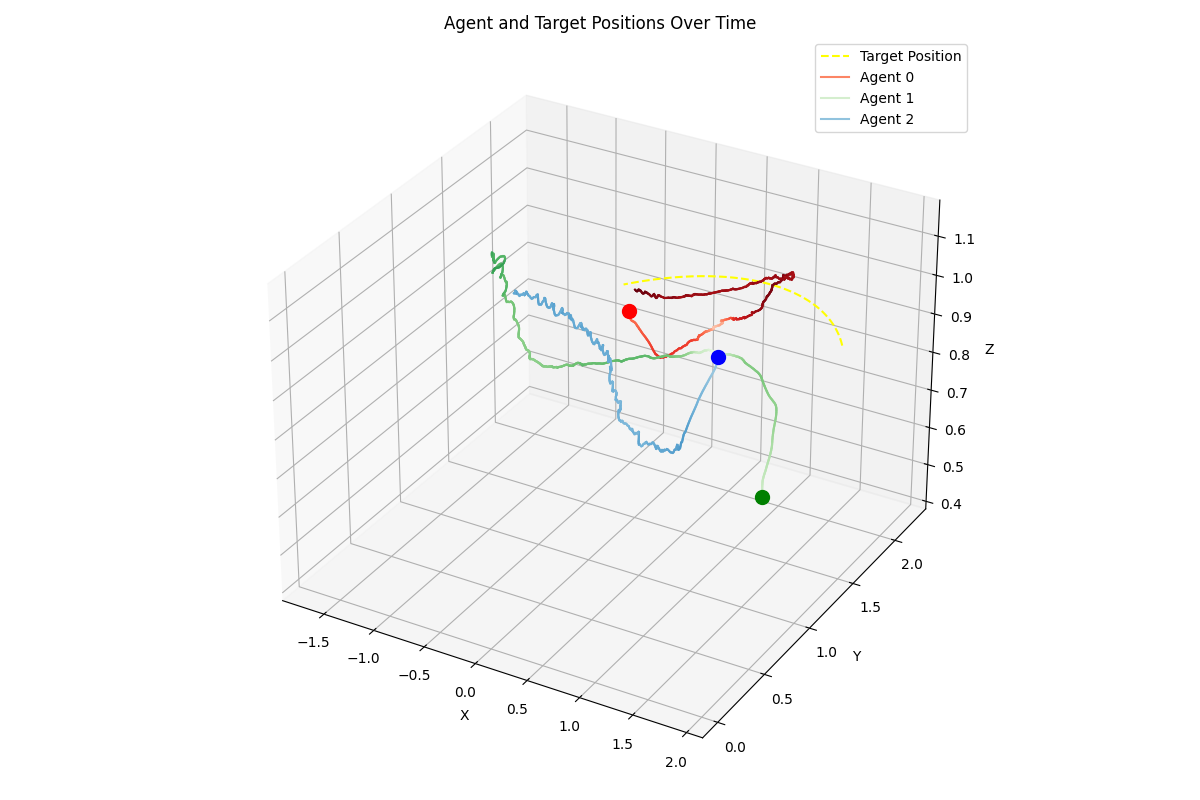 Agent and Target Positions Over Time
Target Position
Agent 0
Agent 1
Agent 2
Z
1.1
1.0
0.9
0.8
0.7
0.6
0.5
0.4
2.0
1.5
1.0
0.5
0.0
Y
−1.5
−1.0
−0.5
0.0
0.5
1.0
1.5
2.0
X